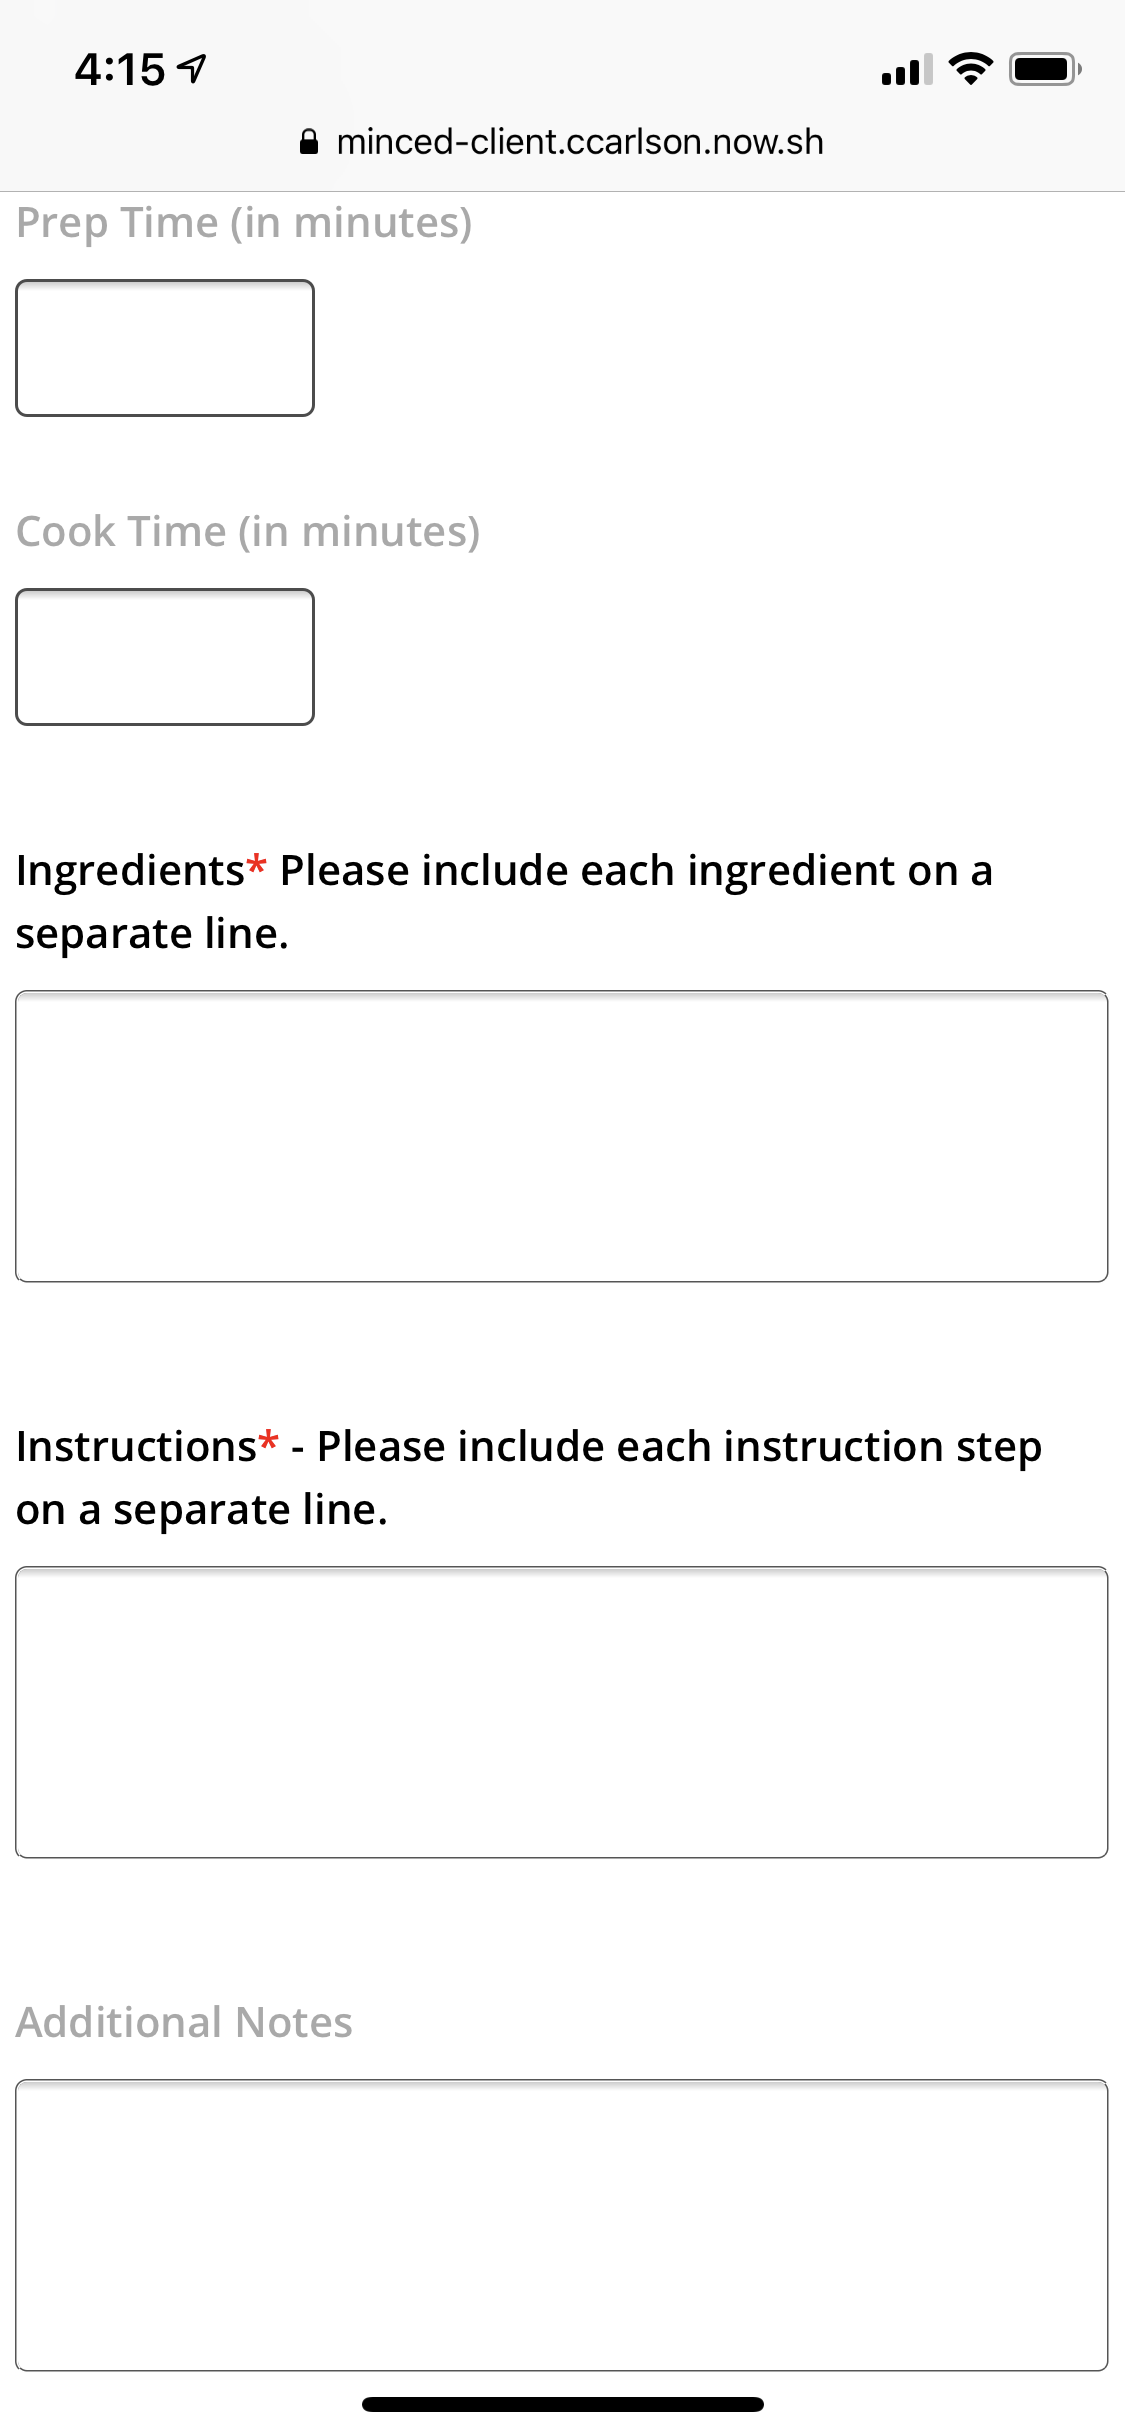 4:15
minced-client.ccarlson.now.sh
Prep Time (in minutes)
Cook Time (in minutes)
Ingredients* Please include each ingredient on a
separate line.
Instructions* - Please include each instruction step
on a separate line.
Additional Notes